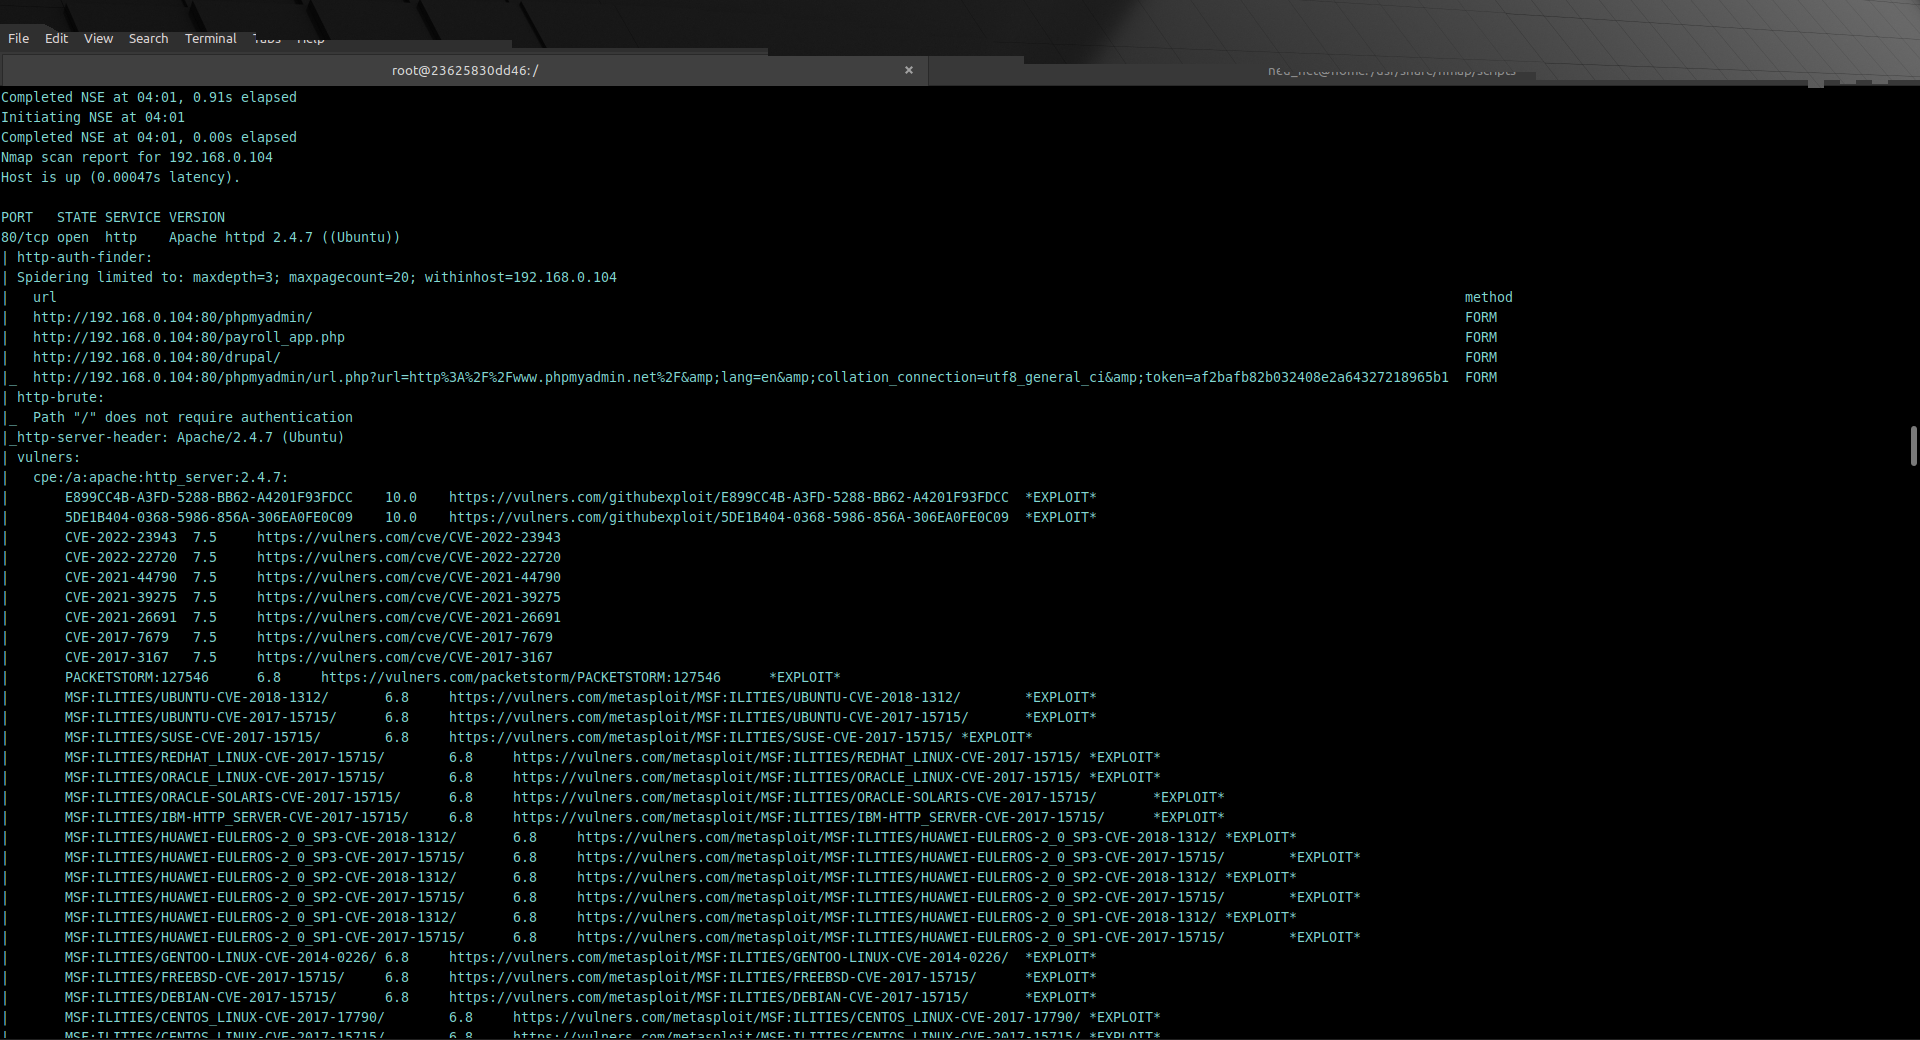 File Edit View Search Terminal Tabs Help
root@23625830dd46:/ ×
Completed NSE at 04:01, 0.91s elapsed
Initiating NSE at 04:01
Completed NSE at 04:01, 0.00s elapsed
Nmap scan report for 192.168.0.104
Host is up (0.00047s latency).
PORT   STATE SERVICE VERSION
80/tcp open  http    Apache httpd 2.4.7 ((Ubuntu))
| http-auth-finder:
| Spidering limited to: maxdepth=3; maxpagecount=20; withinhost=192.168.0.104
|   url   method
|   http://192.168.0.104:80/phpmyadmin/   FORM
|   http://192.168.0.104:80/payroll_app.php   FORM
|   http://192.168.0.104:80/drupal/   FORM
|_  http://192.168.0.104:80/phpmyadmin/url.php?url=http%3A%2F%2Fwww.phpmyadmin.net%2F&amp;lang=en&amp;collation_connection=utf8_general_ci&amp;token=af2bafb82b032408e2a64327218965b1  FORM
| http-brute:
|_  Path "/" does not require authentication
|_http-server-header: Apache/2.4.7 (Ubuntu)
| vulners:
|   cpe:/a:apache:http_server:2.4.7:
|       E899CC4B-A3FD-5288-BB62-A4201F93FDCC    10.0    https://vulners.com/githubexploit/E899CC4B-A3FD-5288-BB62-A4201F93FDCC  *EXPLOIT*
|       5DE1B404-0368-5986-856A-306EA0FE0C09    10.0    https://vulners.com/githubexploit/5DE1B404-0368-5986-856A-306EA0FE0C09  *EXPLOIT*
|       CVE-2022-23943  7.5     https://vulners.com/cve/CVE-2022-23943
|       CVE-2022-22720  7.5     https://vulners.com/cve/CVE-2022-22720
|       CVE-2021-44790  7.5     https://vulners.com/cve/CVE-2021-44790
|       CVE-2021-39275  7.5     https://vulners.com/cve/CVE-2021-39275
|       CVE-2021-26691  7.5     https://vulners.com/cve/CVE-2021-26691
|       CVE-2017-7679   7.5     https://vulners.com/cve/CVE-2017-7679
|       CVE-2017-3167   7.5     https://vulners.com/cve/CVE-2017-3167
|       PACKETSTORM:127546      6.8     https://vulners.com/packetstorm/PACKETSTORM:127546      *EXPLOIT*
|       MSF:ILITIES/UBUNTU-CVE-2018-1312/       6.8     https://vulners.com/metasploit/MSF:ILITIES/UBUNTU-CVE-2018-1312/        *EXPLOIT*
|       MSF:ILITIES/UBUNTU-CVE-2017-15715/      6.8     https://vulners.com/metasploit/MSF:ILITIES/UBUNTU-CVE-2017-15715/       *EXPLOIT*
|       MSF:ILITIES/SUSE-CVE-2017-15715/        6.8     https://vulners.com/metasploit/MSF:ILITIES/SUSE-CVE-2017-15715/ *EXPLOIT*
|       MSF:ILITIES/REDHAT_LINUX-CVE-2017-15715/        6.8     https://vulners.com/metasploit/MSF:ILITIES/REDHAT_LINUX-CVE-2017-15715/ *EXPLOIT*
|       MSF:ILITIES/ORACLE_LINUX-CVE-2017-15715/        6.8     https://vulners.com/metasploit/MSF:ILITIES/ORACLE_LINUX-CVE-2017-15715/ *EXPLOIT*
|       MSF:ILITIES/ORACLE-SOLARIS-CVE-2017-15715/      6.8     https://vulners.com/metasploit/MSF:ILITIES/ORACLE-SOLARIS-CVE-2017-15715/       *EXPLOIT*
|       MSF:ILITIES/IBM-HTTP_SERVER-CVE-2017-15715/     6.8     https://vulners.com/metasploit/MSF:ILITIES/IBM-HTTP_SERVER-CVE-2017-15715/      *EXPLOIT*
|       MSF:ILITIES/HUAWEI-EULEROS-2_0_SP3-CVE-2018-1312/       6.8     https://vulners.com/metasploit/MSF:ILITIES/HUAWEI-EULEROS-2_0_SP3-CVE-2018-1312/ *EXPLOIT*
|       MSF:ILITIES/HUAWEI-EULEROS-2_0_SP3-CVE-2017-15715/      6.8     https://vulners.com/metasploit/MSF:ILITIES/HUAWEI-EULEROS-2_0_SP3-CVE-2017-15715/        *EXPLOIT*
|       MSF:ILITIES/HUAWEI-EULEROS-2_0_SP2-CVE-2018-1312/       6.8     https://vulners.com/metasploit/MSF:ILITIES/HUAWEI-EULEROS-2_0_SP2-CVE-2018-1312/ *EXPLOIT*
|       MSF:ILITIES/HUAWEI-EULEROS-2_0_SP2-CVE-2017-15715/      6.8     https://vulners.com/metasploit/MSF:ILITIES/HUAWEI-EULEROS-2_0_SP2-CVE-2017-15715/        *EXPLOIT*
|       MSF:ILITIES/HUAWEI-EULEROS-2_0_SP1-CVE-2018-1312/       6.8     https://vulners.com/metasploit/MSF:ILITIES/HUAWEI-EULEROS-2_0_SP1-CVE-2018-1312/ *EXPLOIT*
|       MSF:ILITIES/HUAWEI-EULEROS-2_0_SP1-CVE-2017-15715/      6.8     https://vulners.com/metasploit/MSF:ILITIES/HUAWEI-EULEROS-2_0_SP1-CVE-2017-15715/        *EXPLOIT*
|       MSF:ILITIES/GENTOO-LINUX-CVE-2014-0226/ 6.8     https://vulners.com/metasploit/MSF:ILITIES/GENTOO-LINUX-CVE-2014-0226/  *EXPLOIT*
|       MSF:ILITIES/FREEBSD-CVE-2017-15715/     6.8     https://vulners.com/metasploit/MSF:ILITIES/FREEBSD-CVE-2017-15715/      *EXPLOIT*
|       MSF:ILITIES/DEBIAN-CVE-2017-15715/      6.8     https://vulners.com/metasploit/MSF:ILITIES/DEBIAN-CVE-2017-15715/       *EXPLOIT*
|       MSF:ILITIES/CENTOS_LINUX-CVE-2017-17790/        6.8     https://vulners.com/metasploit/MSF:ILITIES/CENTOS_LINUX-CVE-2017-17790/ *EXPLOIT*
|       MSF:ILITIES/CENTOS_LINUX-CVE-2017-15715/        6.8     https://vulners.com/metasploit/MSF:ILITIES/CENTOS_LINUX-CVE-2017-15715/ *EXPLOIT*